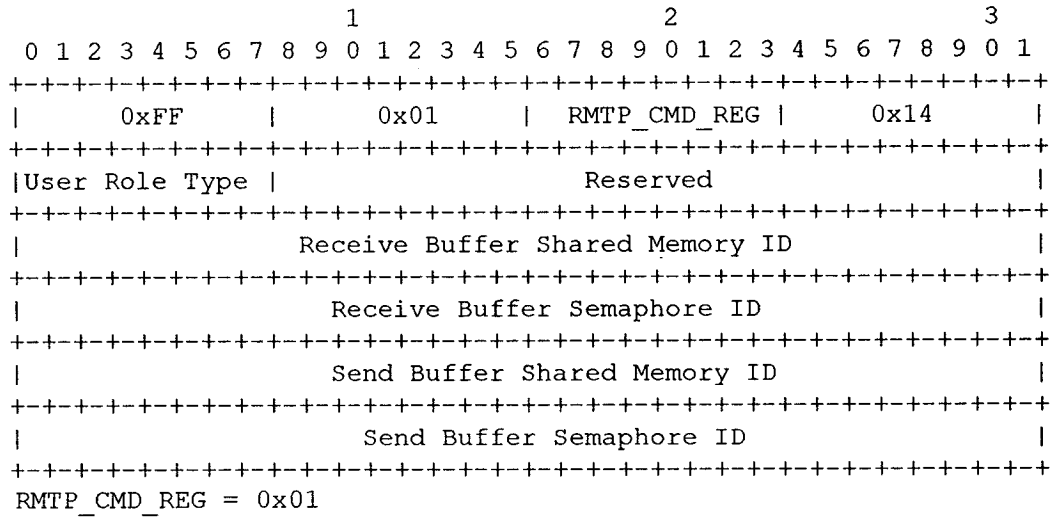 1                   2                   3
 0 1 2 3 4 5 6 7 8 9 0 1 2 3 4 5 6 7 8 9 0 1 2 3 4 5 6 7 8 9 0 1
+-+-+-+-+-+-+-+-+-+-+-+-+-+-+-+-+-+-+-+-+-+-+-+-+-+-+-+-+-+-+-+-+
|      0xFF     |      0x01     |  RMTP_CMD_REG |     0x14      |
+-+-+-+-+-+-+-+-+-+-+-+-+-+-+-+-+-+-+-+-+-+-+-+-+-+-+-+-+-+-+-+-+
|User Role Type |                   Reserved                    |
+-+-+-+-+-+-+-+-+-+-+-+-+-+-+-+-+-+-+-+-+-+-+-+-+-+-+-+-+-+-+-+-+
|                 Receive Buffer Shared Memory ID               |
+-+-+-+-+-+-+-+-+-+-+-+-+-+-+-+-+-+-+-+-+-+-+-+-+-+-+-+-+-+-+-+-+
|                   Receive Buffer Semaphore ID                 |
+-+-+-+-+-+-+-+-+-+-+-+-+-+-+-+-+-+-+-+-+-+-+-+-+-+-+-+-+-+-+-+-+
|                   Send Buffer Shared Memory ID                |
+-+-+-+-+-+-+-+-+-+-+-+-+-+-+-+-+-+-+-+-+-+-+-+-+-+-+-+-+-+-+-+-+
|                     Send Buffer Semaphore ID                  |
+-+-+-+-+-+-+-+-+-+-+-+-+-+-+-+-+-+-+-+-+-+-+-+-+-+-+-+-+-+-+-+-+
RMTP_CMD_REG = 0x01